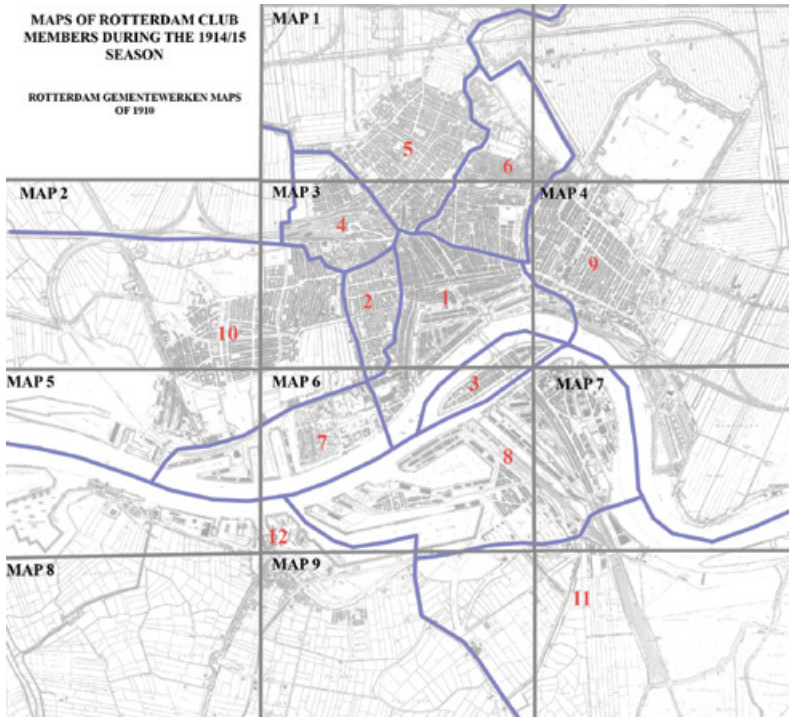 MAPS OF ROTTERDAM CLUB
MEMBERS DURING THE 1914/15
SEASON
ROTTERDAM GEMENTEWERKEN MAPS
OF 1910
MAP 1
5
6
MAP 2
MAP 3
MAP 4
4
9
2
1
10
MAP 5
MAP 6
3
MAP 7
7
8
12
MAP 8
MAP 9
11